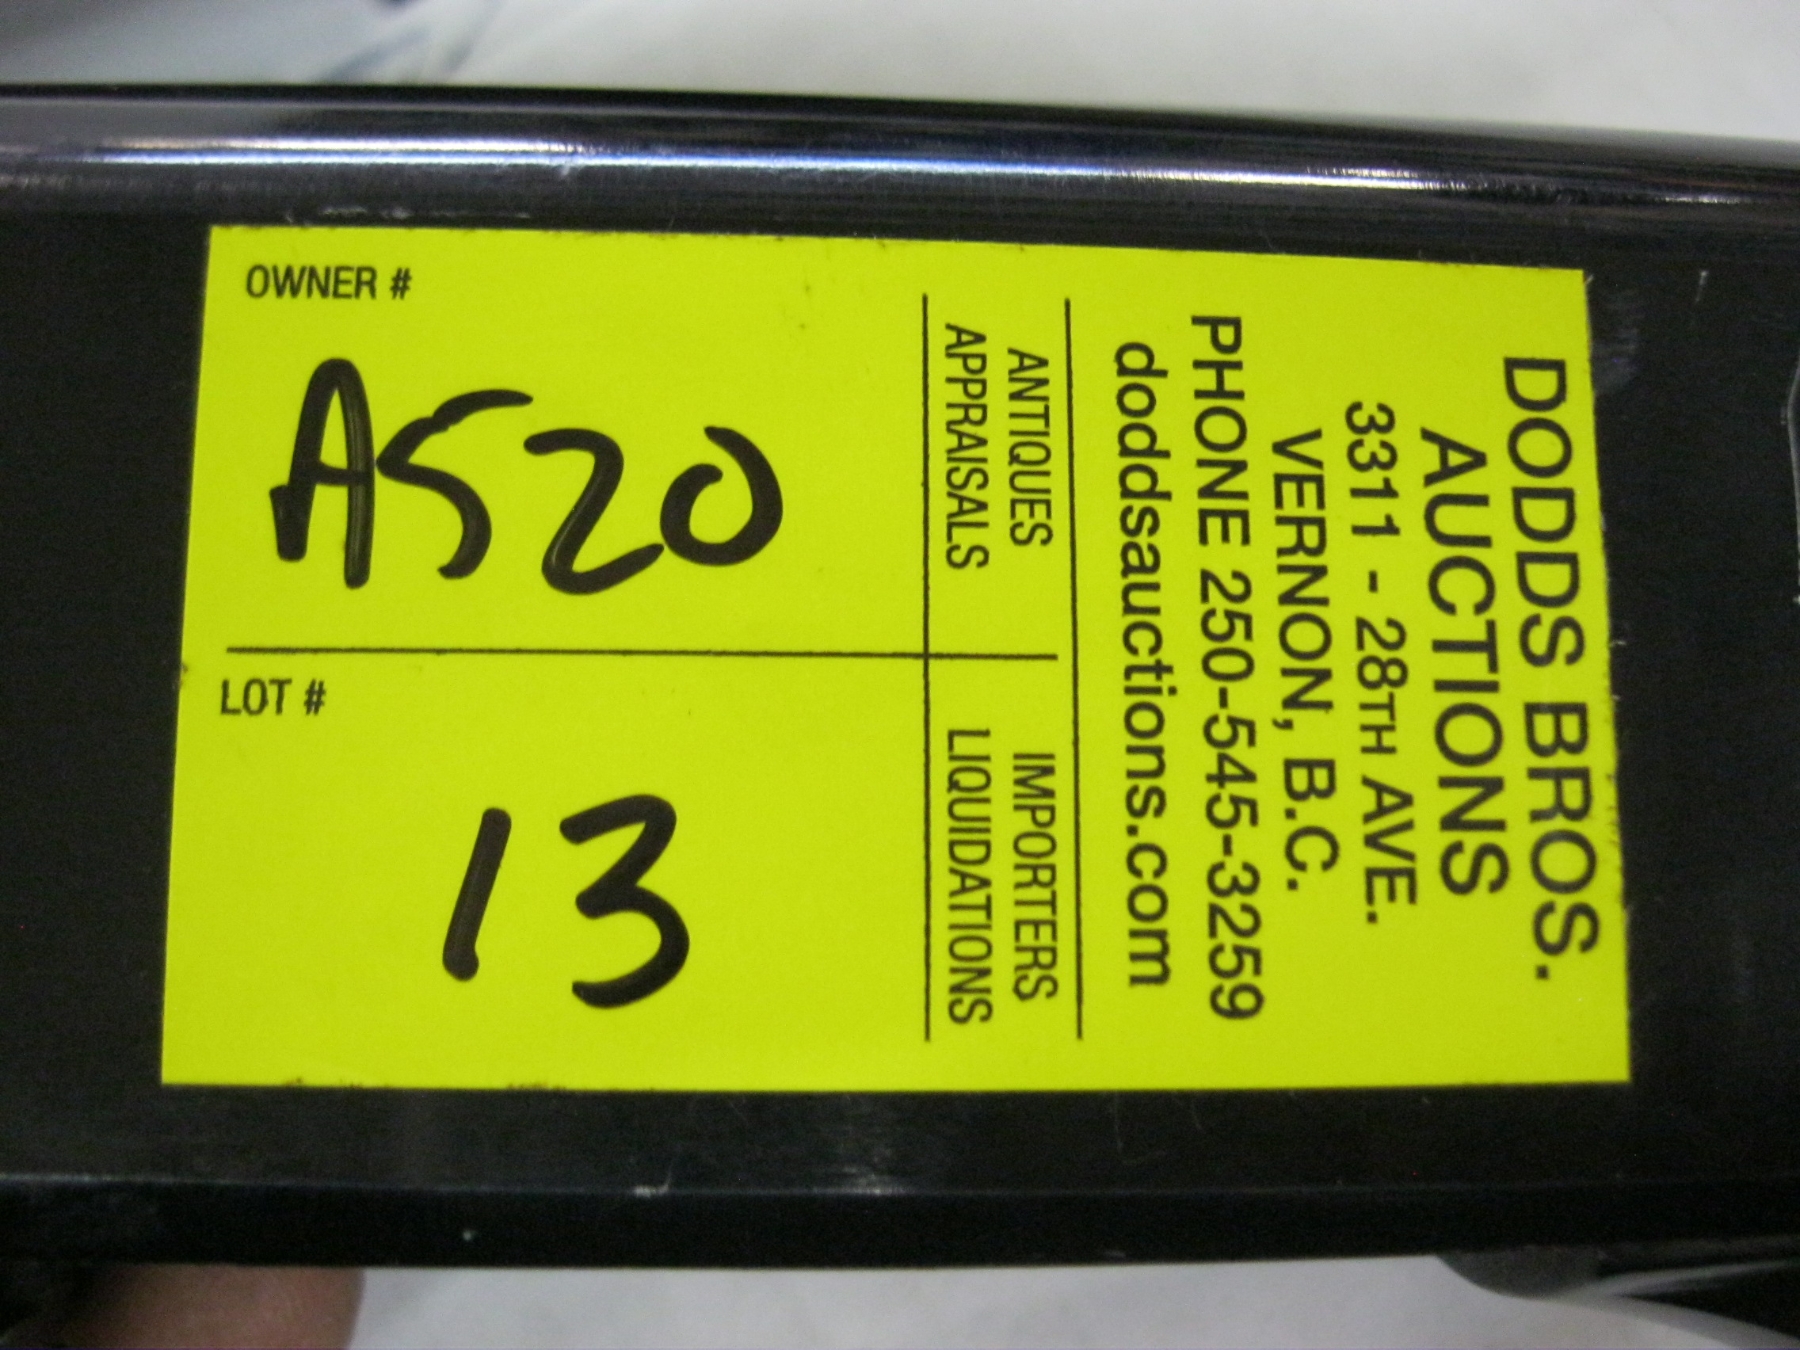 OWNER #
A520
LOT #
13
DODDS BROS.
AUCTIONS
3311 - 28TH AVE.
VERNON, B.C.
PHONE 250-545-3259
doddsauctions.com
ANTIQUES
APPRAISALS
IMPORTERS
LIQUIDATIONS